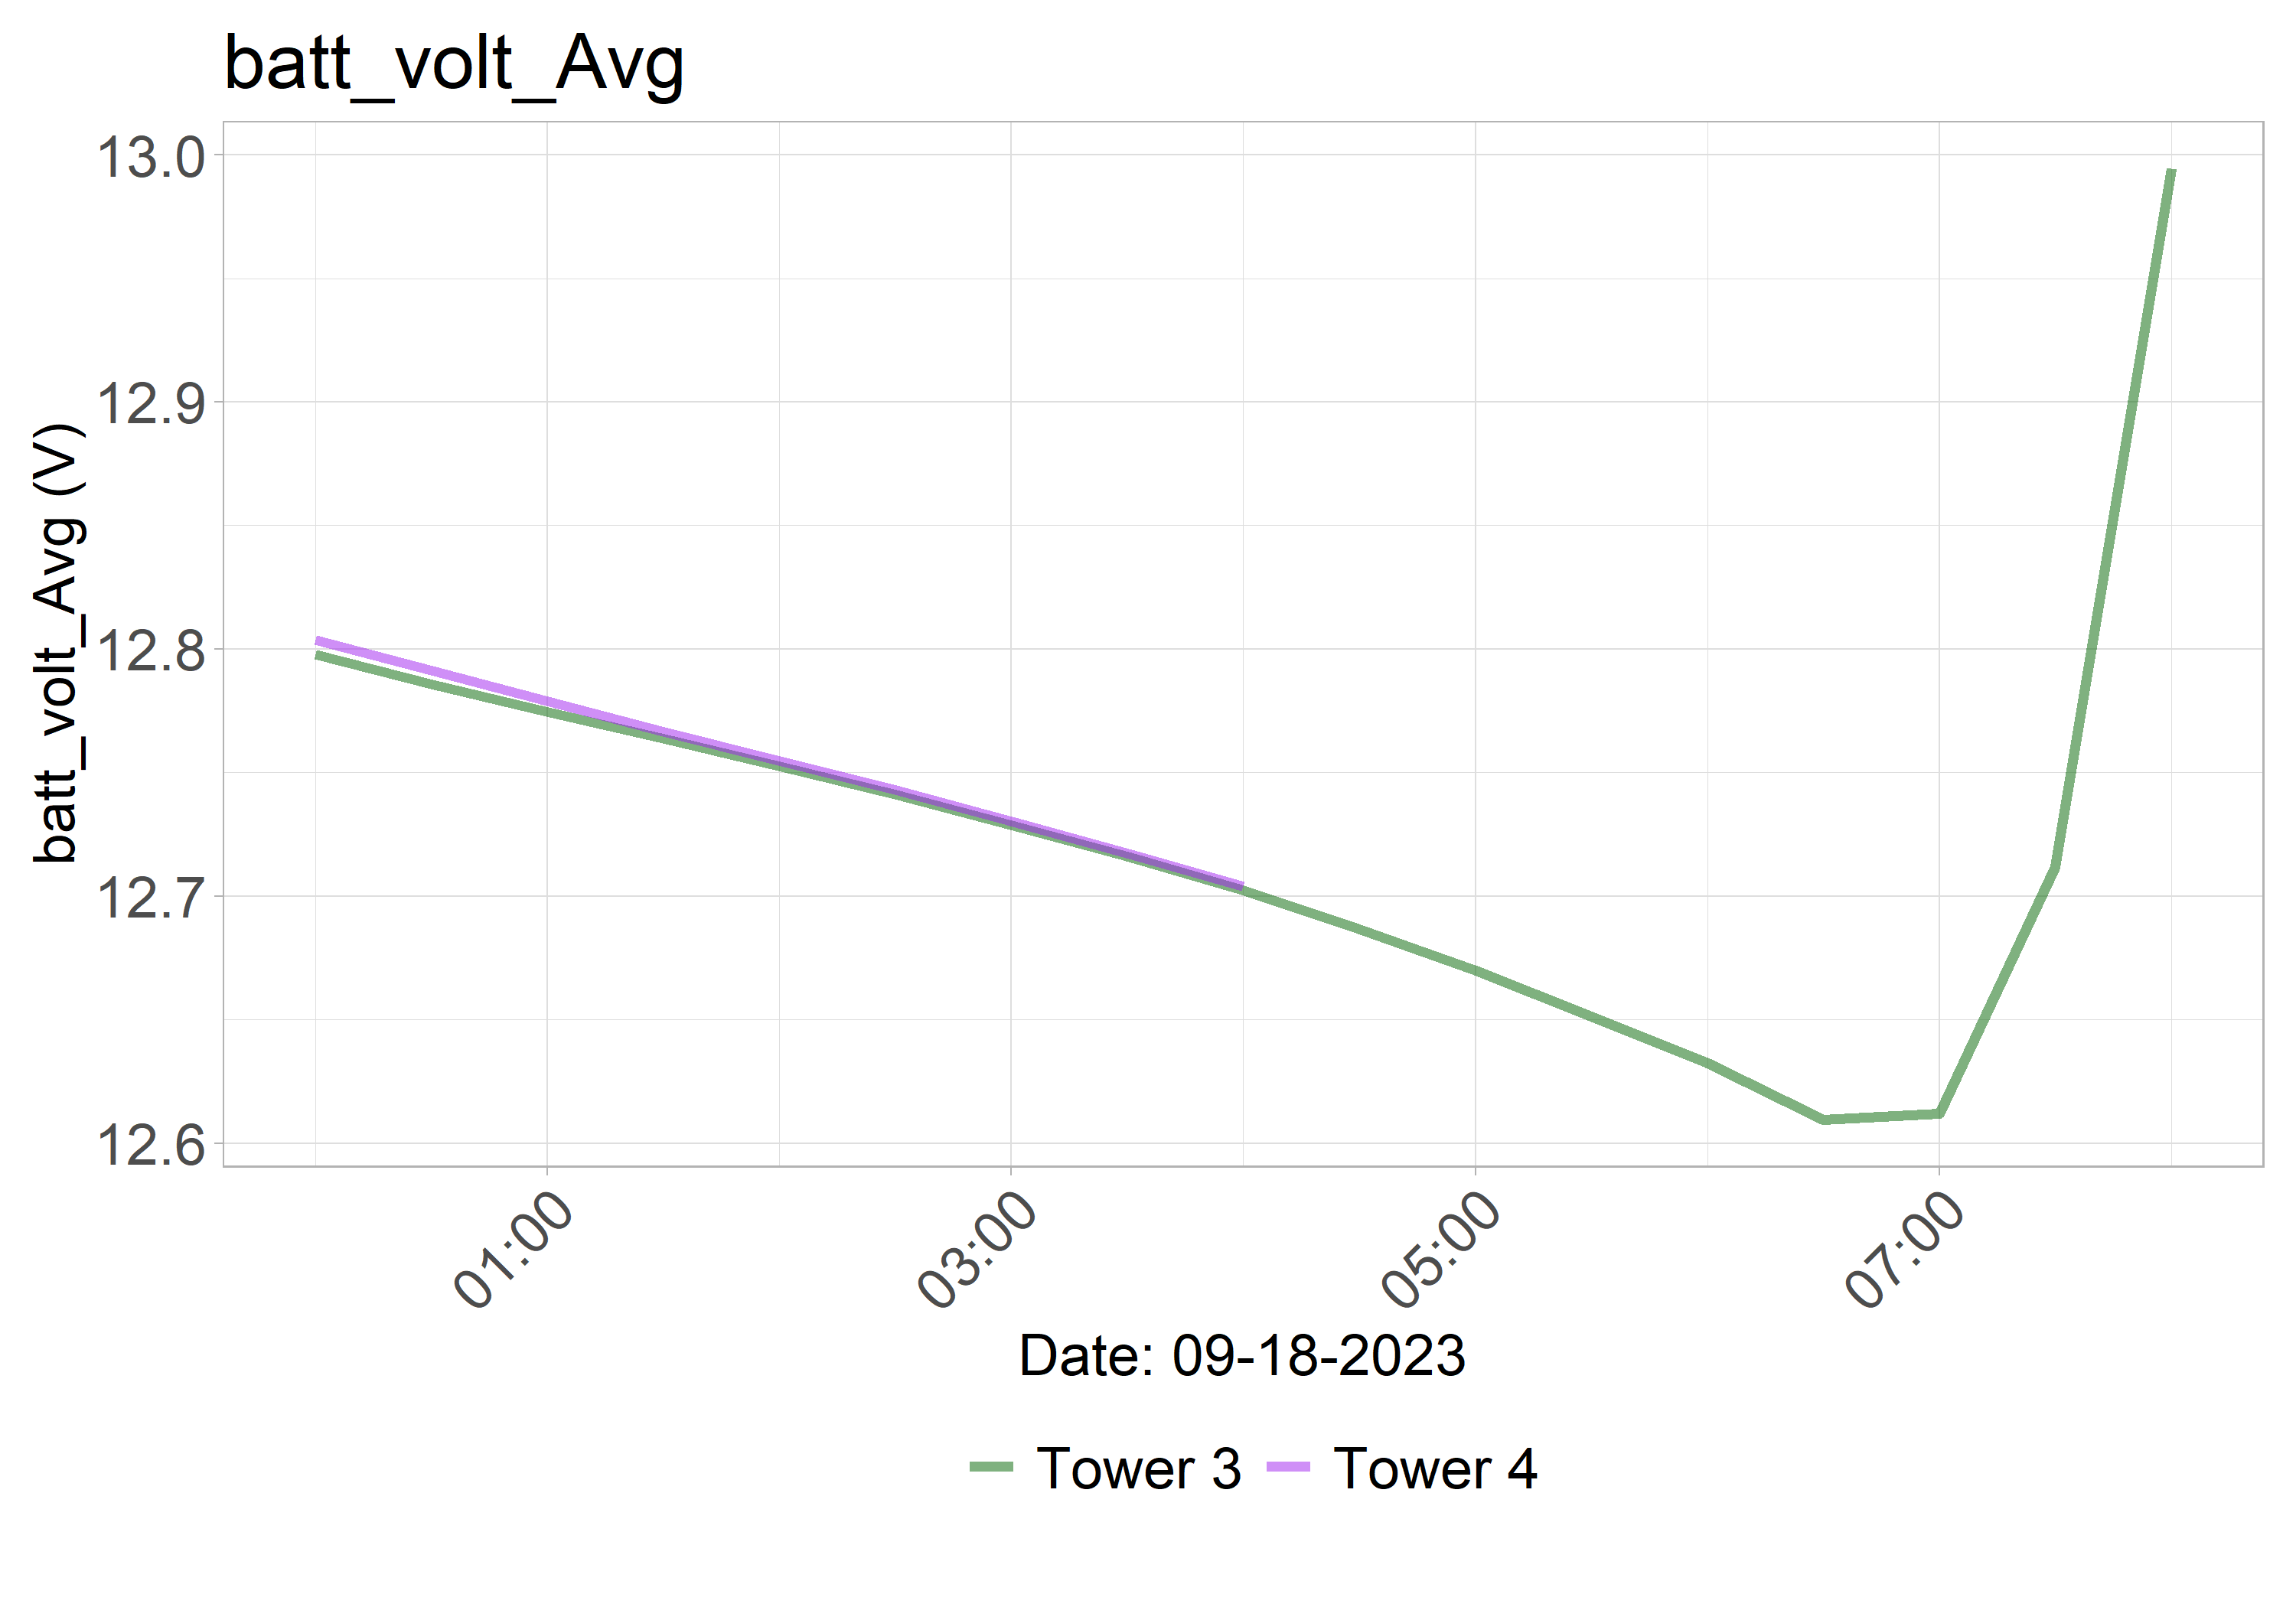 batt_volt_Avg
batt_volt_Avg (V)
13.0
12.9
12.8
12.7
12.6
01:00 03:00 05:00 07:00
Date: 09-18-2023
Tower 3 Tower 4